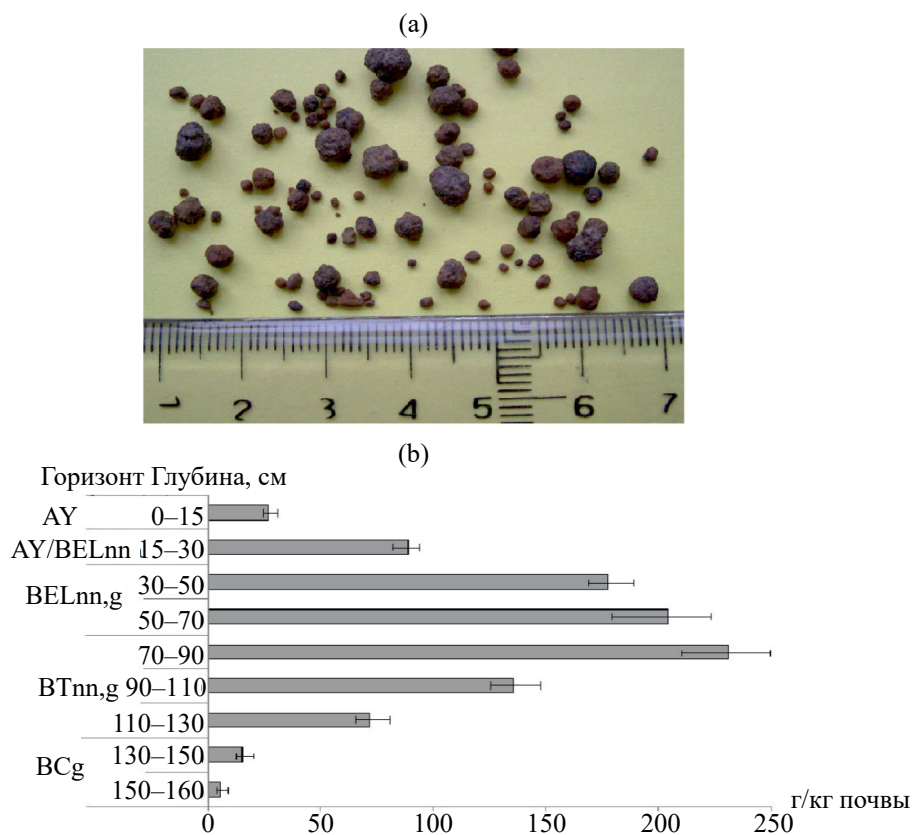 (a)
1 2 3 4 5 6 7
(b)
Горизонт Глубина, см
AY 0–15
AY/BELnn 15–30
BELnn,g
30–50
50–70
70–90
BTnn,g 90–110
110–130
BCg
130–150
150–160
г/кг почвы
0 50 100 150 200 250